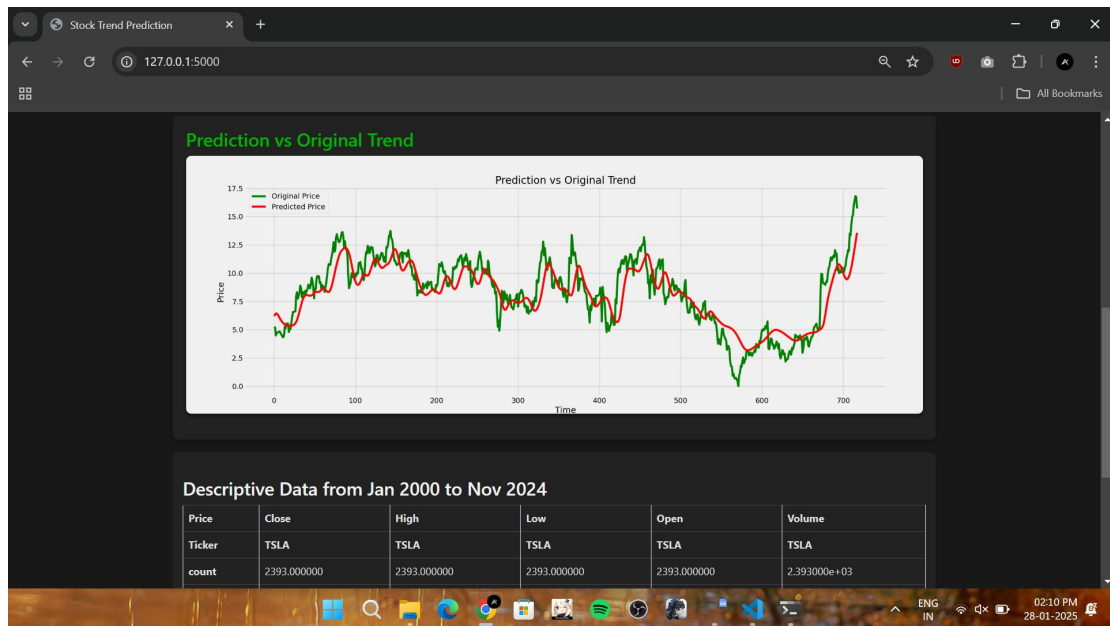 Stock Trend Prediction
127.0.0.1:5000
All Bookmarks
Prediction vs Original Trend
Prediction vs Original Trend
Original Price
Predicted Price
17.5
15.0
12.5
10.0
7.5
5.0
2.5
0.0
Price
0 100 200 300 400 500 600 700
Time
Descriptive Data from Jan 2000 to Nov 2024
Price Close High Low Open Volume
Ticker TSLA TSLA TSLA TSLA TSLA
count 2393.000000 2393.000000 2393.000000 2393.000000 2.393000e+03
ENG 02:10 PM
IN 28-01-2025